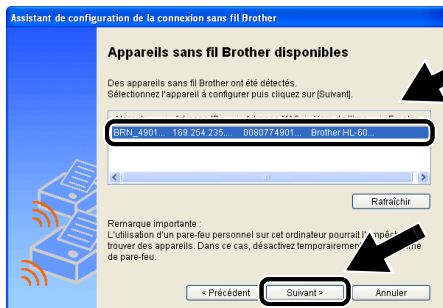 Assistant de configuration de la connexion sans fil Brother
Appareils sans fil Brother disponibles
Des appareils sans fil Brother ont été détectés.
Sélectionnez l'appareil à configurer puis cliquez sur [Suivant].
BRN_4901... 169.254.235.... 0080774901... Brother HL-60...
Rafraîchir
Remarque importante :
L'utilisation d'un pare-feu personnel sur cet ordinateur pourrait
trouver des appareils. Dans ce cas, désactivez temporairement
de pare-feu.
< Précédent Suivant > Annuler